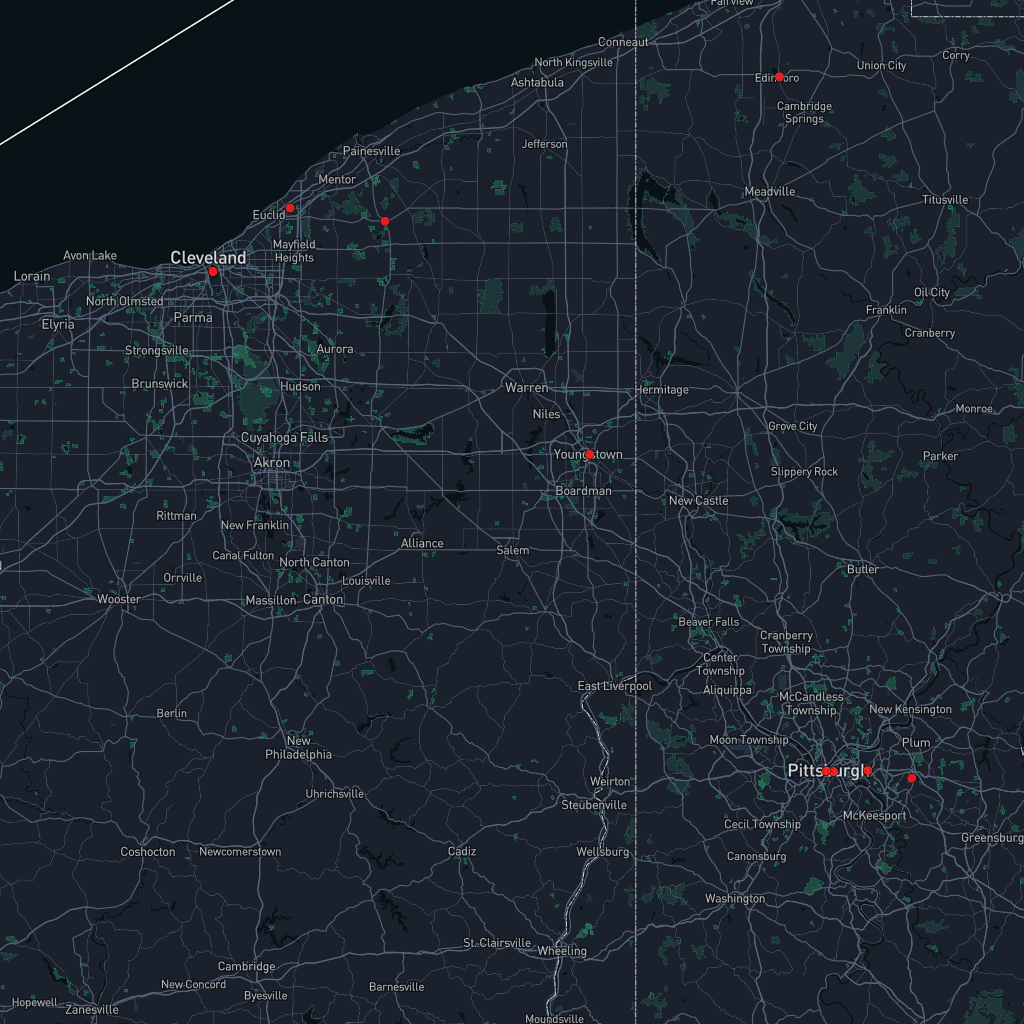 Fairview
Conneaut
North Kingsville
Ashtabula
Corry
Union City
Edinboro
Cambridge
Springs
Jefferson
Painesville
Mentor
Meadville
Titusville
Euclid
Mayfield
Heights
Cleveland
Avon Lake
Lorain
North Olmsted
Parma
Elyria
Oil City
Franklin
Cranberry
Strongsville
Aurora
Brunswick
Hudson
Warren
Hermitage
Niles
Monroe
Grove City
Cuyahoga Falls
Akron
Youngstown
Parker
Slippery Rock
Boardman
New Castle
Rittman
New Franklin
Alliance
Salem
Canal Fulton
North Canton
Butler
Orrville
Louisville
Wooster
Massillon
Canton
Beaver Falls
Cranberry
Township
Center
Township
East Liverpool
Aliquippa
McCandless
Township
New Kensington
Berlin
New
Philadelphia
Moon Township
Plum
Pittsburgh
Weirton
Uhrichsville
Steubenville
McKeesport
Cecil Township
Greensburg
Coshocton
Newcomerstown
Cadiz
Wellsburg
Canonsburg
Washington
St. Clairsville
Wheeling
Cambridge
New Concord
Byesville
Barnesville
Hopewell
Zanesville
Moundsville